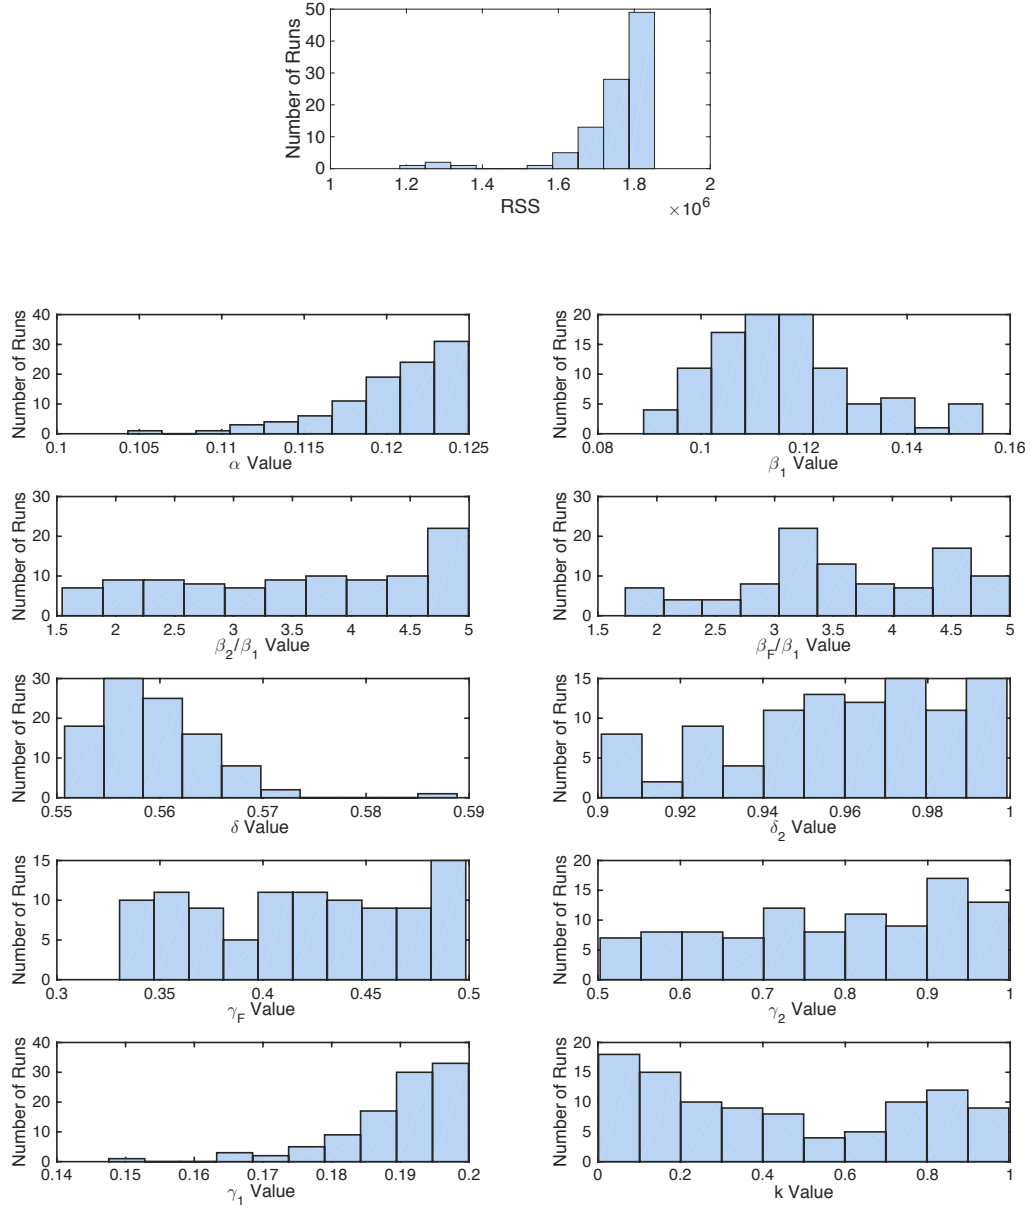 Number of Runs
50
40
30
20
10
0
1 1.2 1.4 1.6 1.8 2
RSS ×10^6
Number of Runs
40
30
20
10
0
0.1 0.105 0.11 0.115 0.12 0.125
α Value
Number of Runs
20
15
10
5
0
0.08 0.1 0.12 0.14 0.16
β_1 Value
Number of Runs
30
20
10
0
1.5 2 2.5 3 3.5 4 4.5 5
β_2/β_1 Value
Number of Runs
30
20
10
0
1.5 2 2.5 3 3.5 4 4.5 5
β_F/β_1 Value
Number of Runs
30
20
10
0
0.55 0.56 0.57 0.58 0.59
δ Value
Number of Runs
15
10
5
0
0.9 0.92 0.94 0.96 0.98 1
δ_2 Value
Number of Runs
15
10
5
0
0.3 0.35 0.4 0.45 0.5
γ_F Value
Number of Runs
20
15
10
5
0
0.5 0.6 0.7 0.8 0.9 1
γ_2 Value
Number of Runs
40
30
20
10
0
0.14 0.15 0.16 0.17 0.18 0.19 0.2
γ_1 Value
Number of Runs
20
15
10
5
0
0 0.2 0.4 0.6 0.8 1
k Value